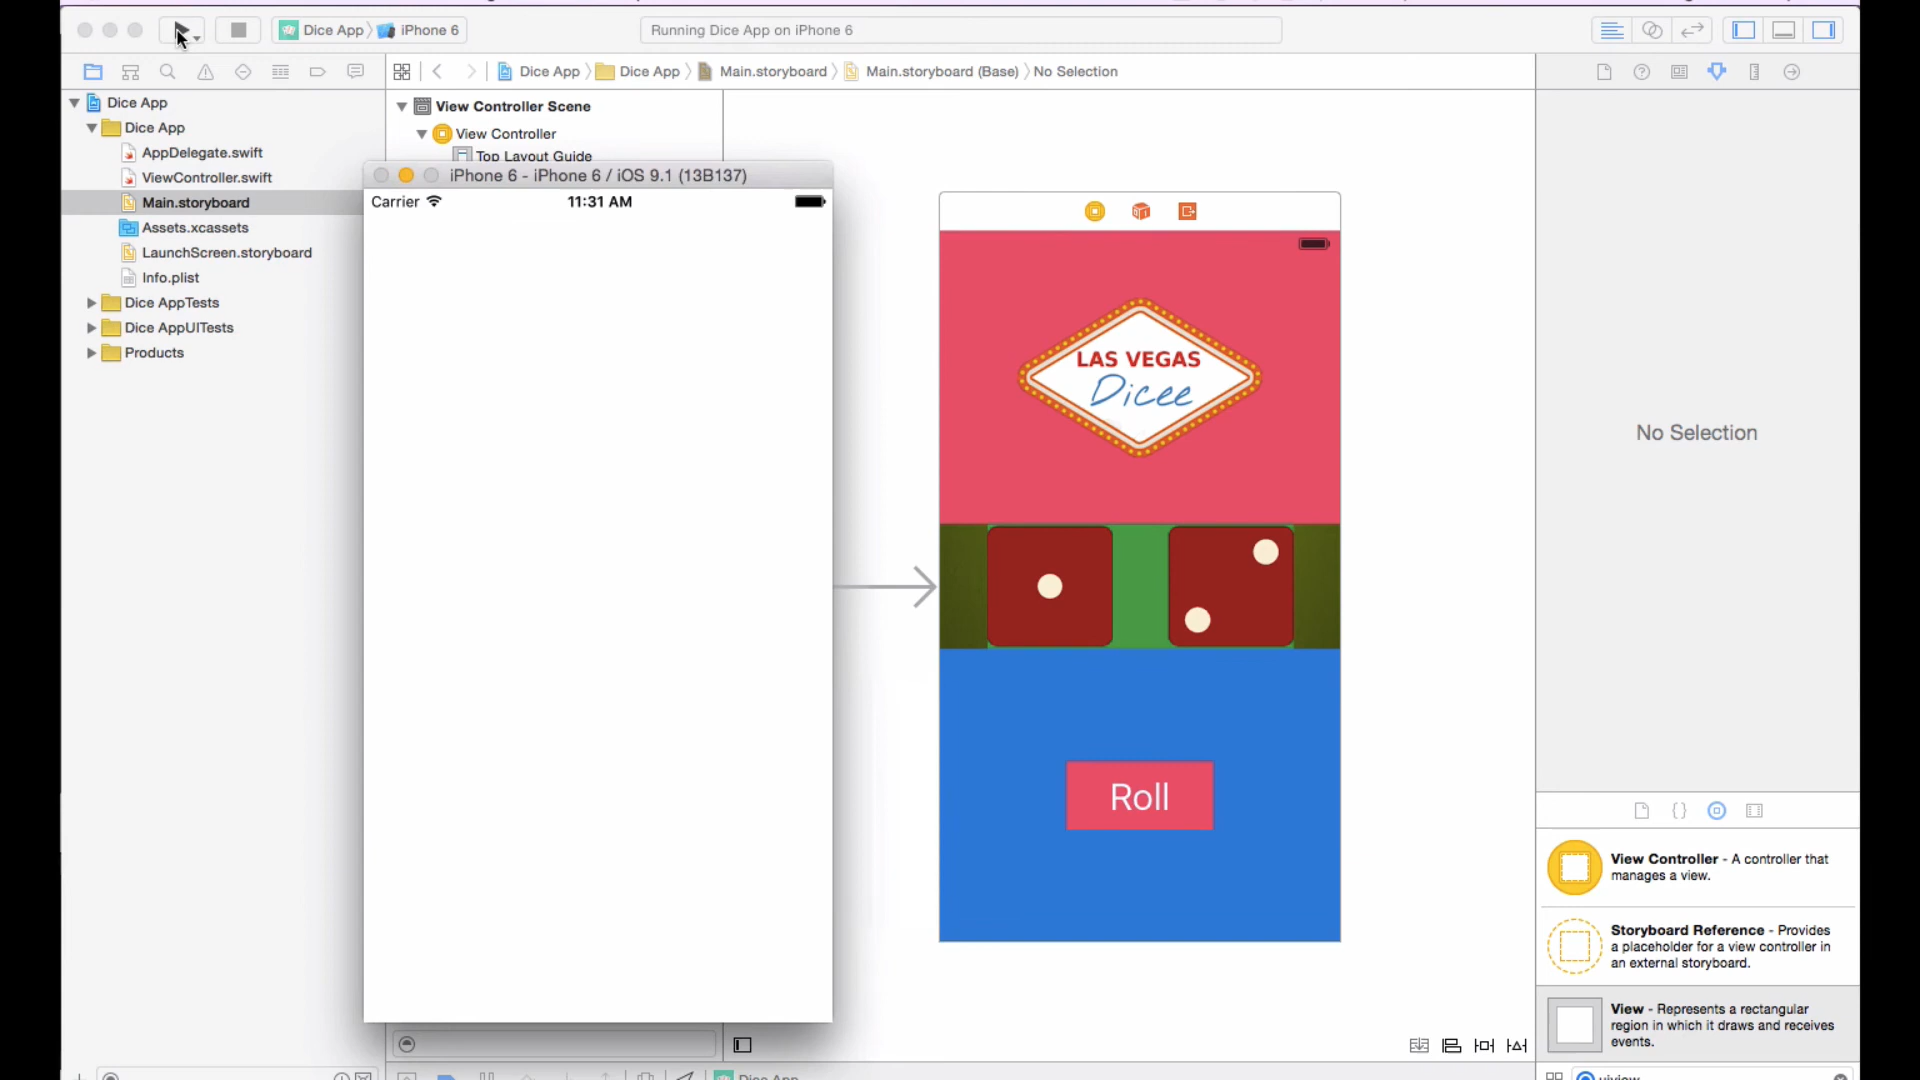 Dice App
iPhone 6
Running Dice App on iPhone 6
Dice App
Dice App
Main.storyboard
Main.storyboard (Base)
No Selection
Dice App
Dice App
AppDelegate.swift
ViewController.swift
Main.storyboard
Assets.xcassets
LaunchScreen.storyboard
Info.plist
Dice AppTests
Dice AppUITests
Products
View Controller Scene
View Controller
Top Layout Guide
iPhone 6 - iPhone 6 / iOS 9.1 (13B137)
Carrier
11:31 AM
LAS VEGAS
Dicee
Roll
No Selection
View Controller - A controller that
manages a view.
Storyboard Reference - Provides
a placeholder for a view controller in
an external storyboard.
View - Represents a rectangular
region in which it draws and receives
events.
Dice App
uiview